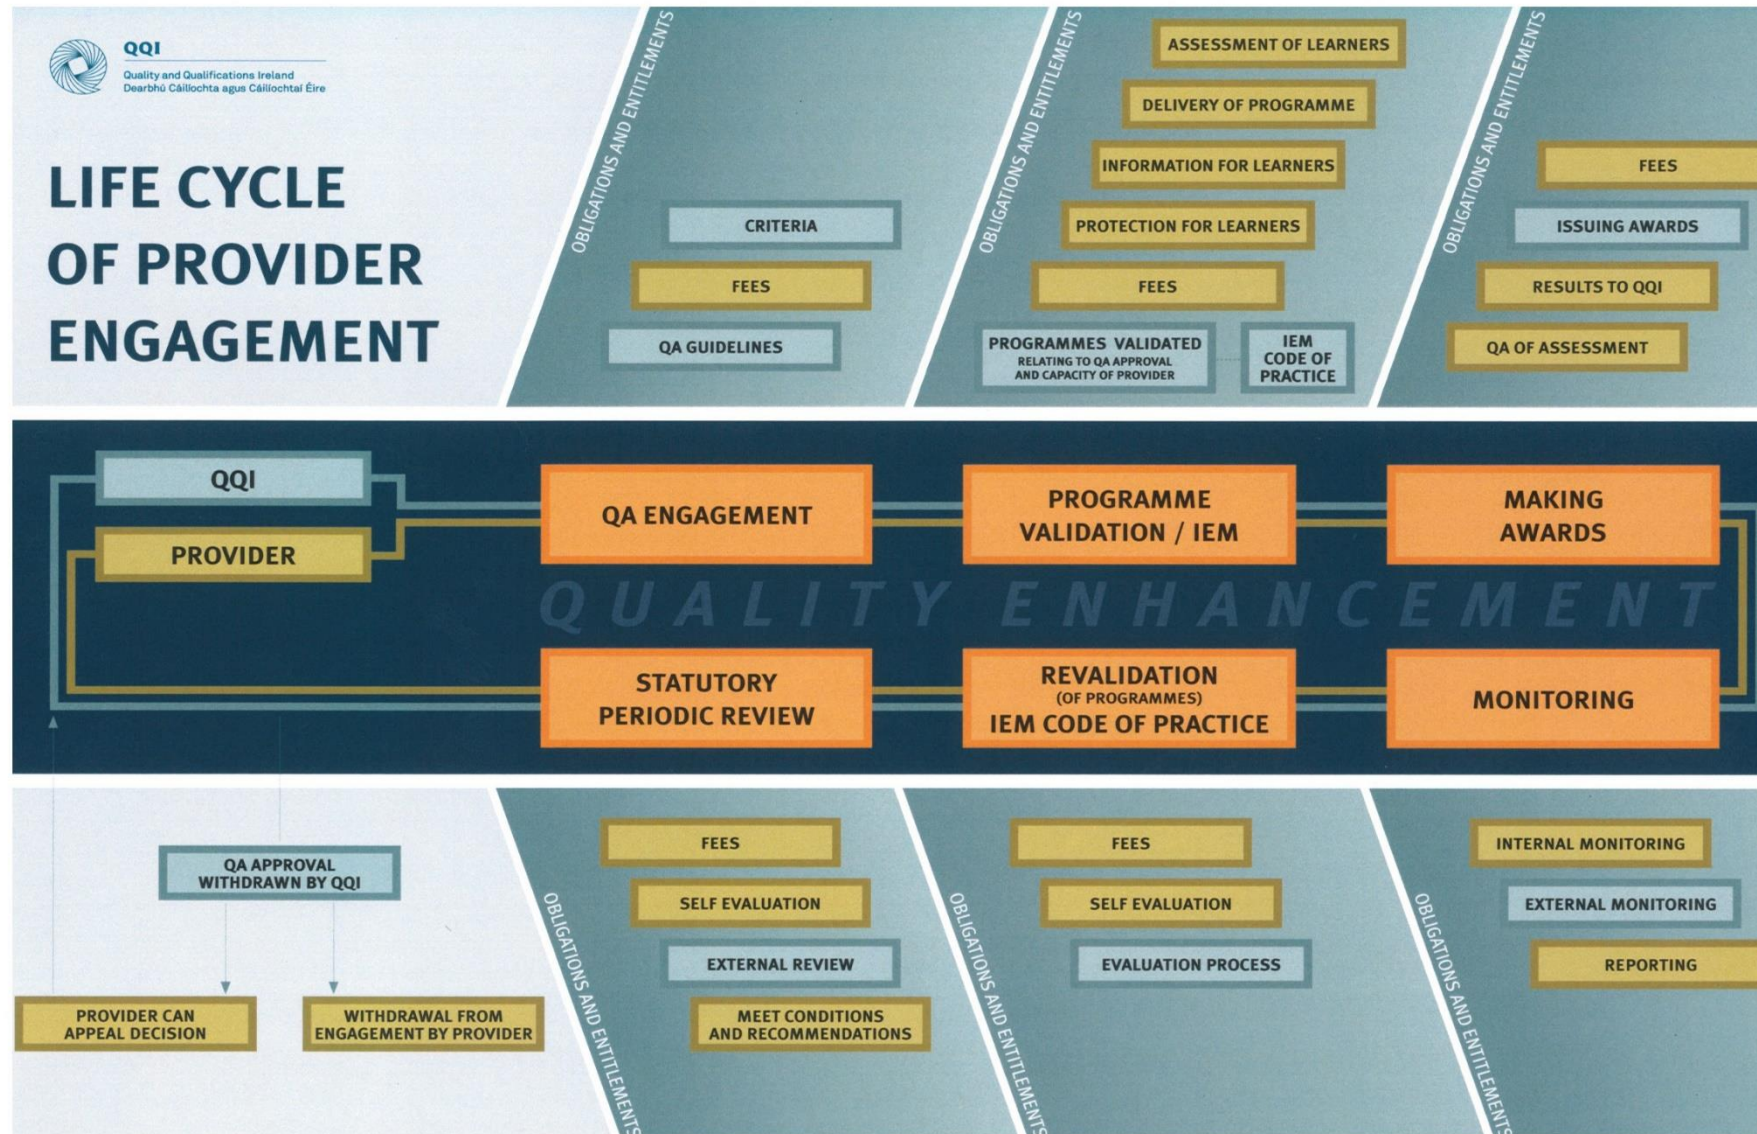 QQI
Quality and Qualifications Ireland
Dearbhú Cáilíochta agus Cáilíochtaí Éire
LIFE CYCLE
OF PROVIDER
ENGAGEMENT
OBLIGATIONS AND ENTITLEMENTS
CRITERIA
FEES
QA GUIDELINES
OBLIGATIONS AND ENTITLEMENTS
ASSESSMENT OF LEARNERS
DELIVERY OF PROGRAMME
INFORMATION FOR LEARNERS
PROTECTION FOR LEARNERS
FEES
PROGRAMMES VALIDATED
RELATING TO QA APPROVAL
AND CAPACITY OF PROVIDER
IEM
CODE OF
PRACTICE
OBLIGATIONS AND ENTITLEMENTS
FEES
ISSUING AWARDS
RESULTS TO QQI
QA OF ASSESSMENT
QQI
PROVIDER
QA ENGAGEMENT
PROGRAMME
VALIDATION / IEM
MAKING
AWARDS
QUALITY ENHANCEMENT
STATUTORY
PERIODIC REVIEW
REVALIDATION
(OF PROGRAMMES)
IEM CODE OF PRACTICE
MONITORING
QA APPROVAL
WITHDRAWN BY QQI
PROVIDER CAN
APPEAL DECISION
WITHDRAWAL FROM
ENGAGEMENT BY PROVIDER
OBLIGATIONS AND ENTITLEMENTS
FEES
SELF EVALUATION
EXTERNAL REVIEW
MEET CONDITIONS
AND RECOMMENDATIONS
OBLIGATIONS AND ENTITLEMENTS
FEES
SELF EVALUATION
EVALUATION PROCESS
OBLIGATIONS AND ENTITLEMENTS
INTERNAL MONITORING
EXTERNAL MONITORING
REPORTING